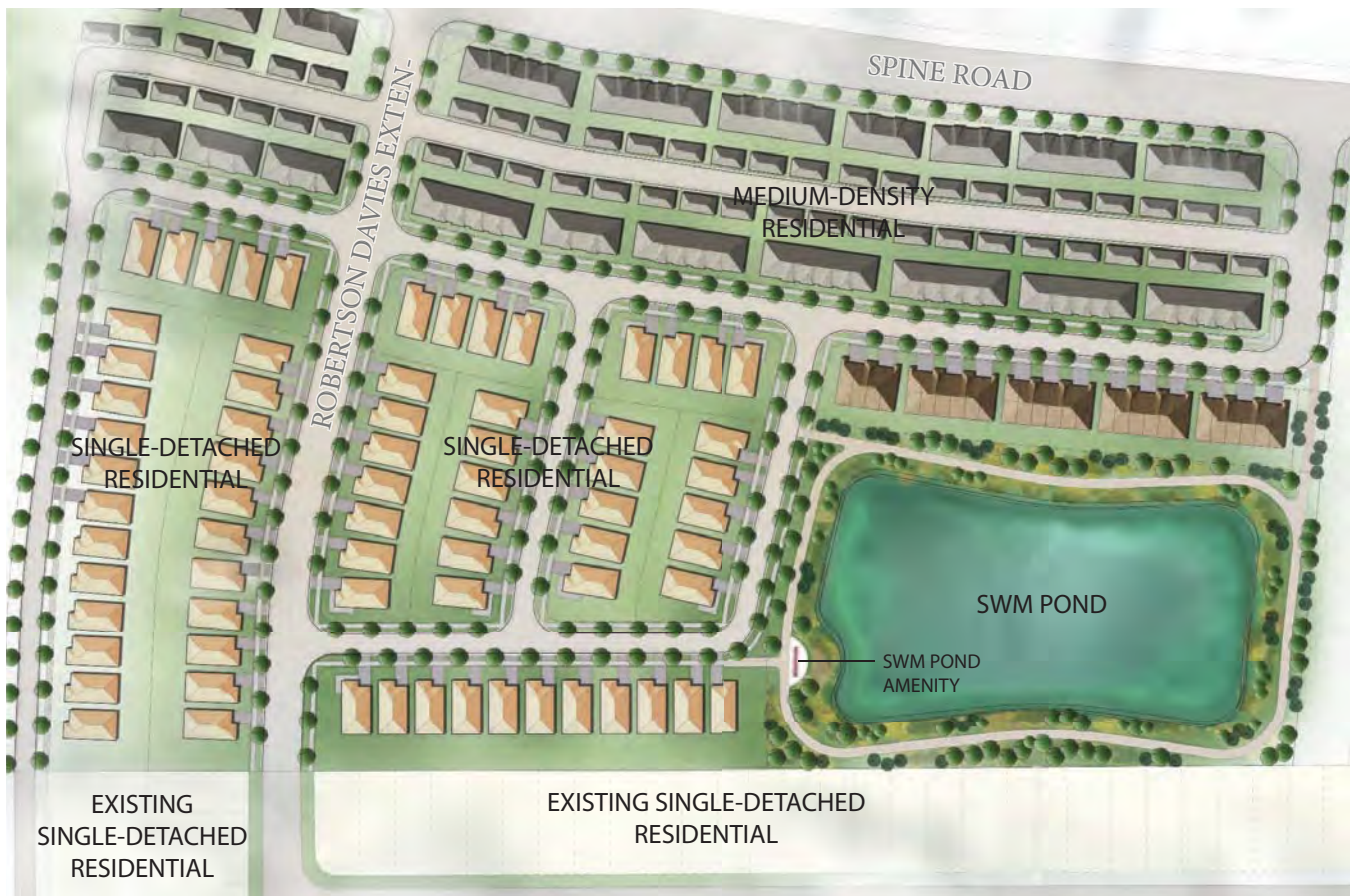 SPINE ROAD
ROBERTSON DAVIES EXTEN-
MEDIUM-DENSITY
RESIDENTIAL
SINGLE-DETACHED
RESIDENTIAL
SINGLE-DETACHED
RESIDENTIAL
SWM POND
SWM POND
AMENITY
EXISTING
SINGLE-DETACHED
RESIDENTIAL
EXISTING SINGLE-DETACHED
RESIDENTIAL